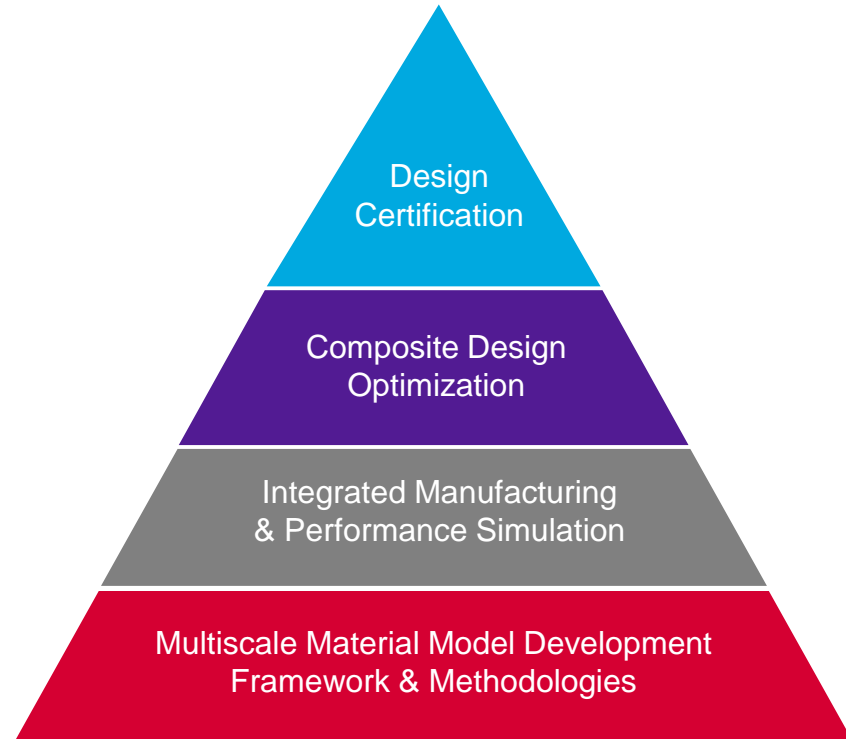 Design
Certification
Composite Design
Optimization
Integrated Manufacturing
& Performance Simulation
Multiscale Material Model Development
Framework & Methodologies